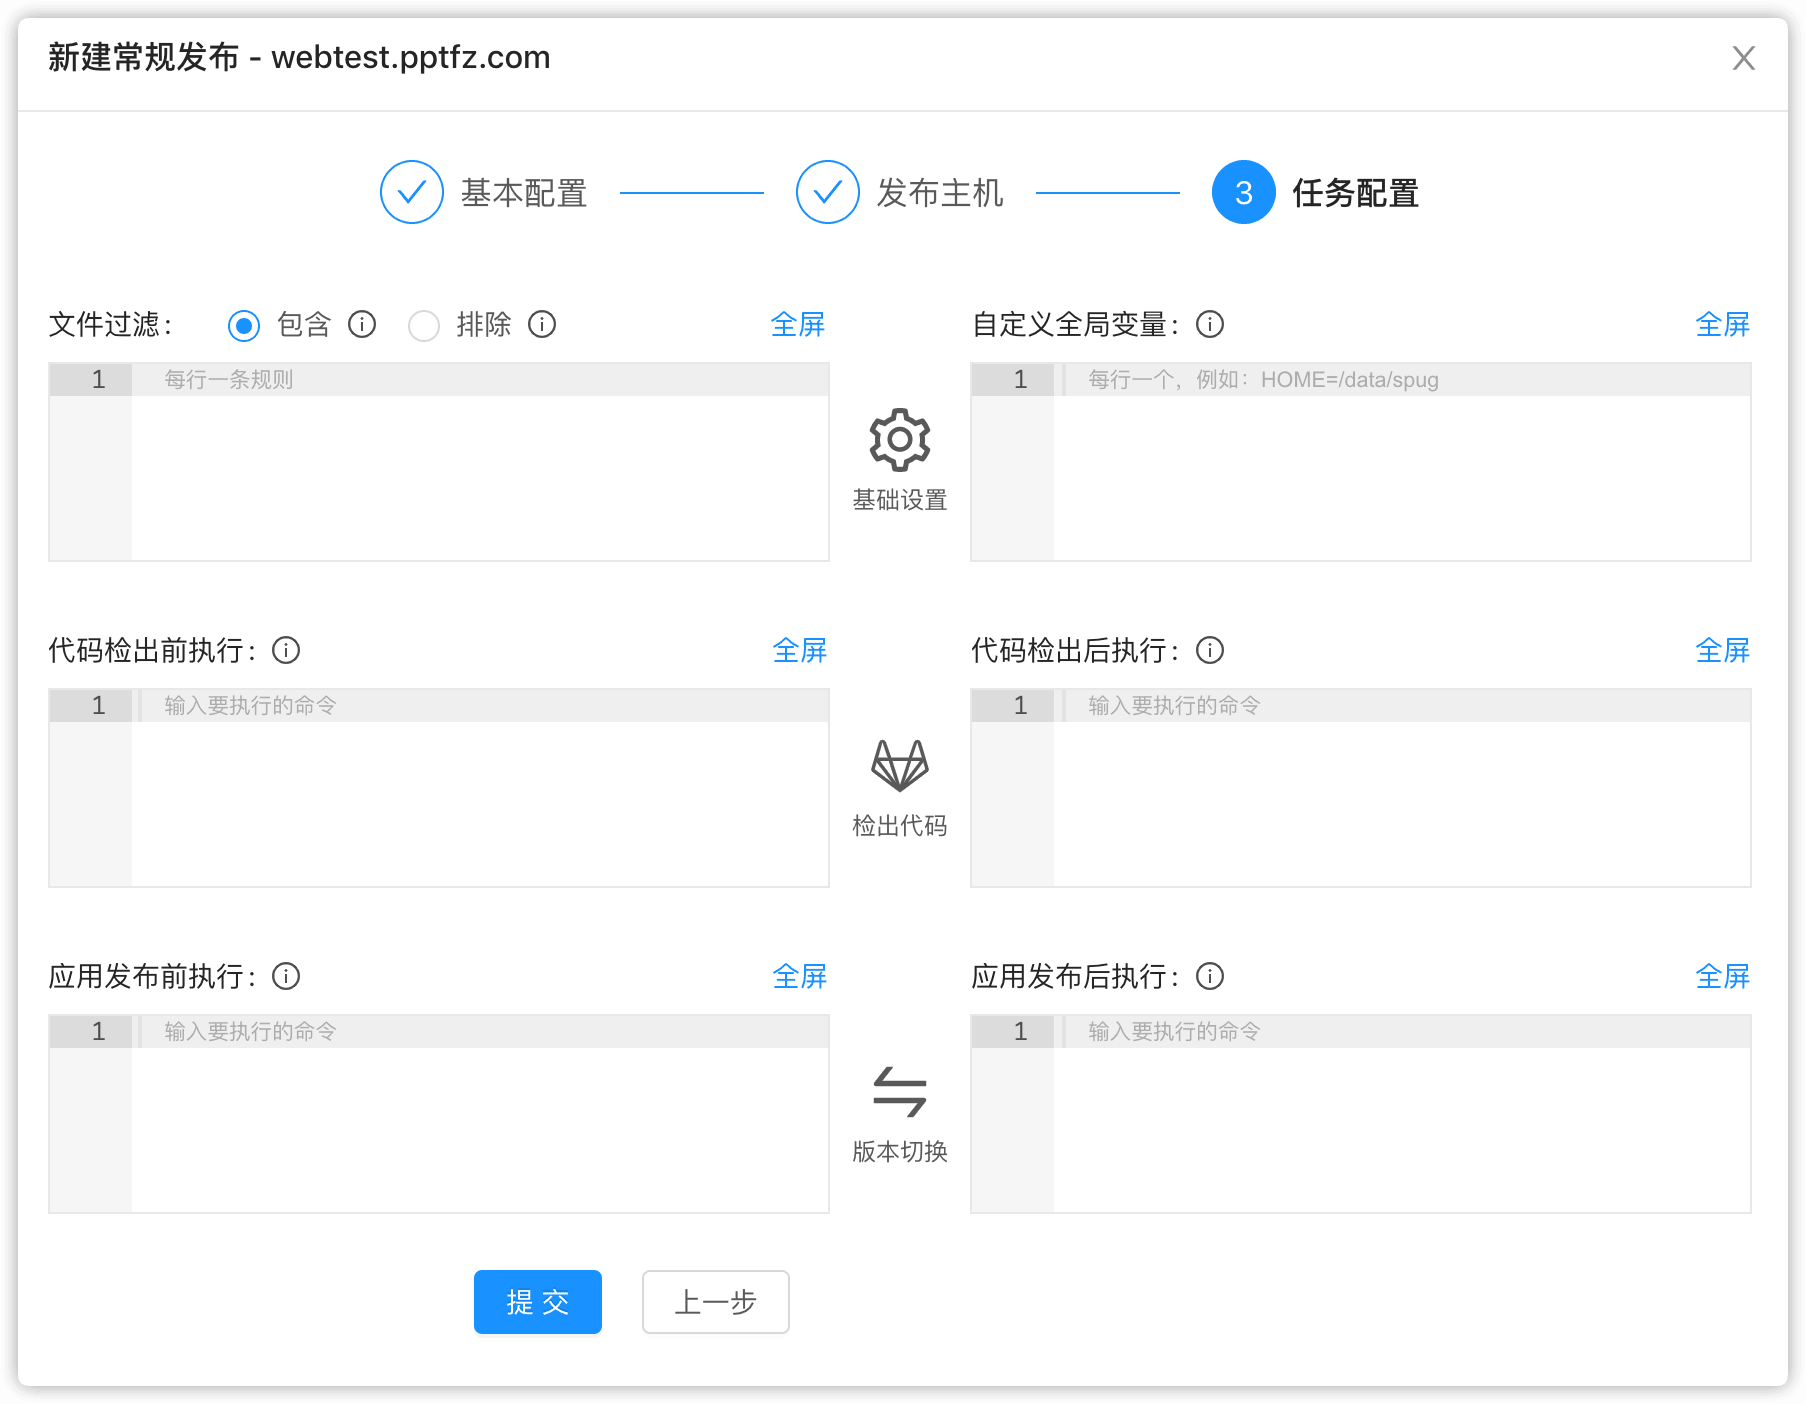 新建常规发布 - webtest.pptfz.com
基本配置
发布主机
3 任务配置
文件过滤: 包含 排除 全屏
自定义全局变量: 全屏
1 每行一条规则
1 每行一个，例如：HOME=/data/spug
基础设置
代码检出前执行: 全屏
代码检出后执行: 全屏
1 输入要执行的命令
1 输入要执行的命令
检出代码
应用发布前执行: 全屏
应用发布后执行: 全屏
1 输入要执行的命令
1 输入要执行的命令
版本切换
提 交
上一步